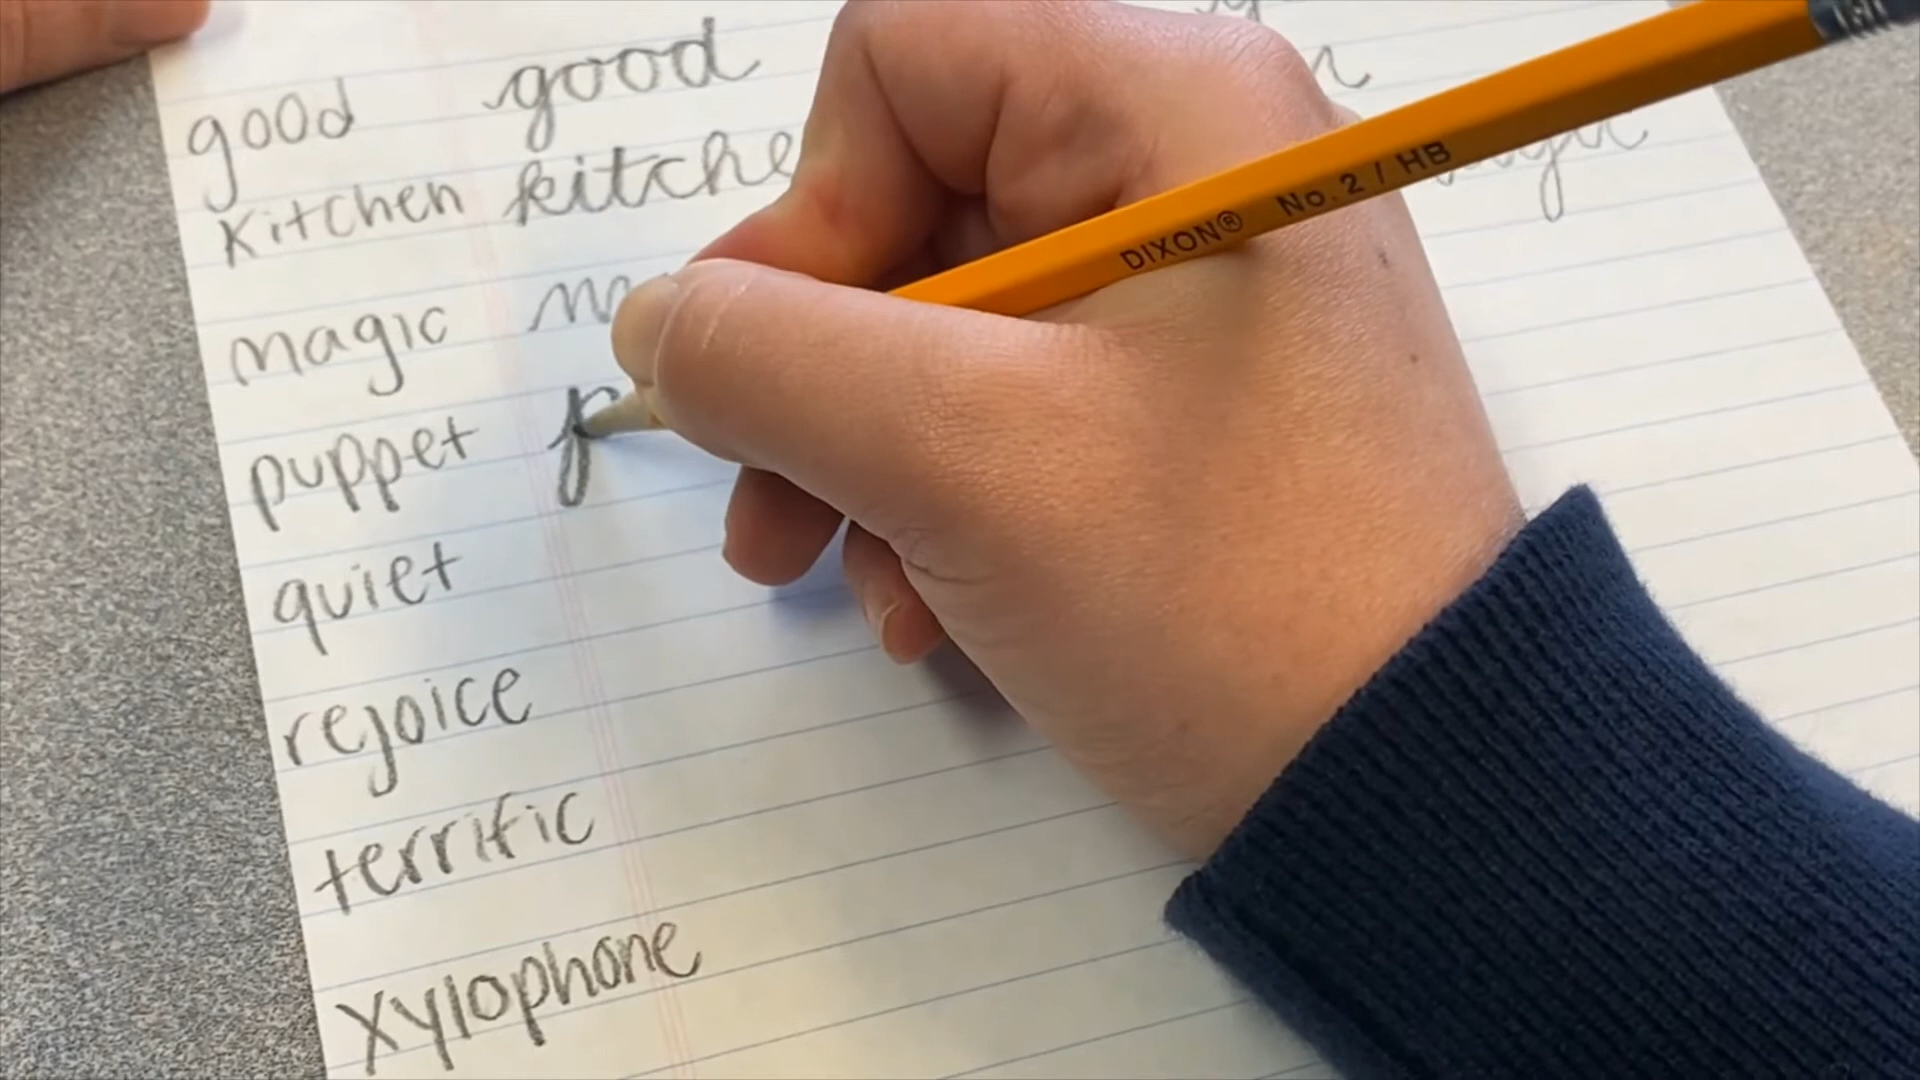 good good
Kitchen kitche
magic m
puppet p
quiet
rejoice
terrific
Xylophone
DIXON® No. 2 / HB